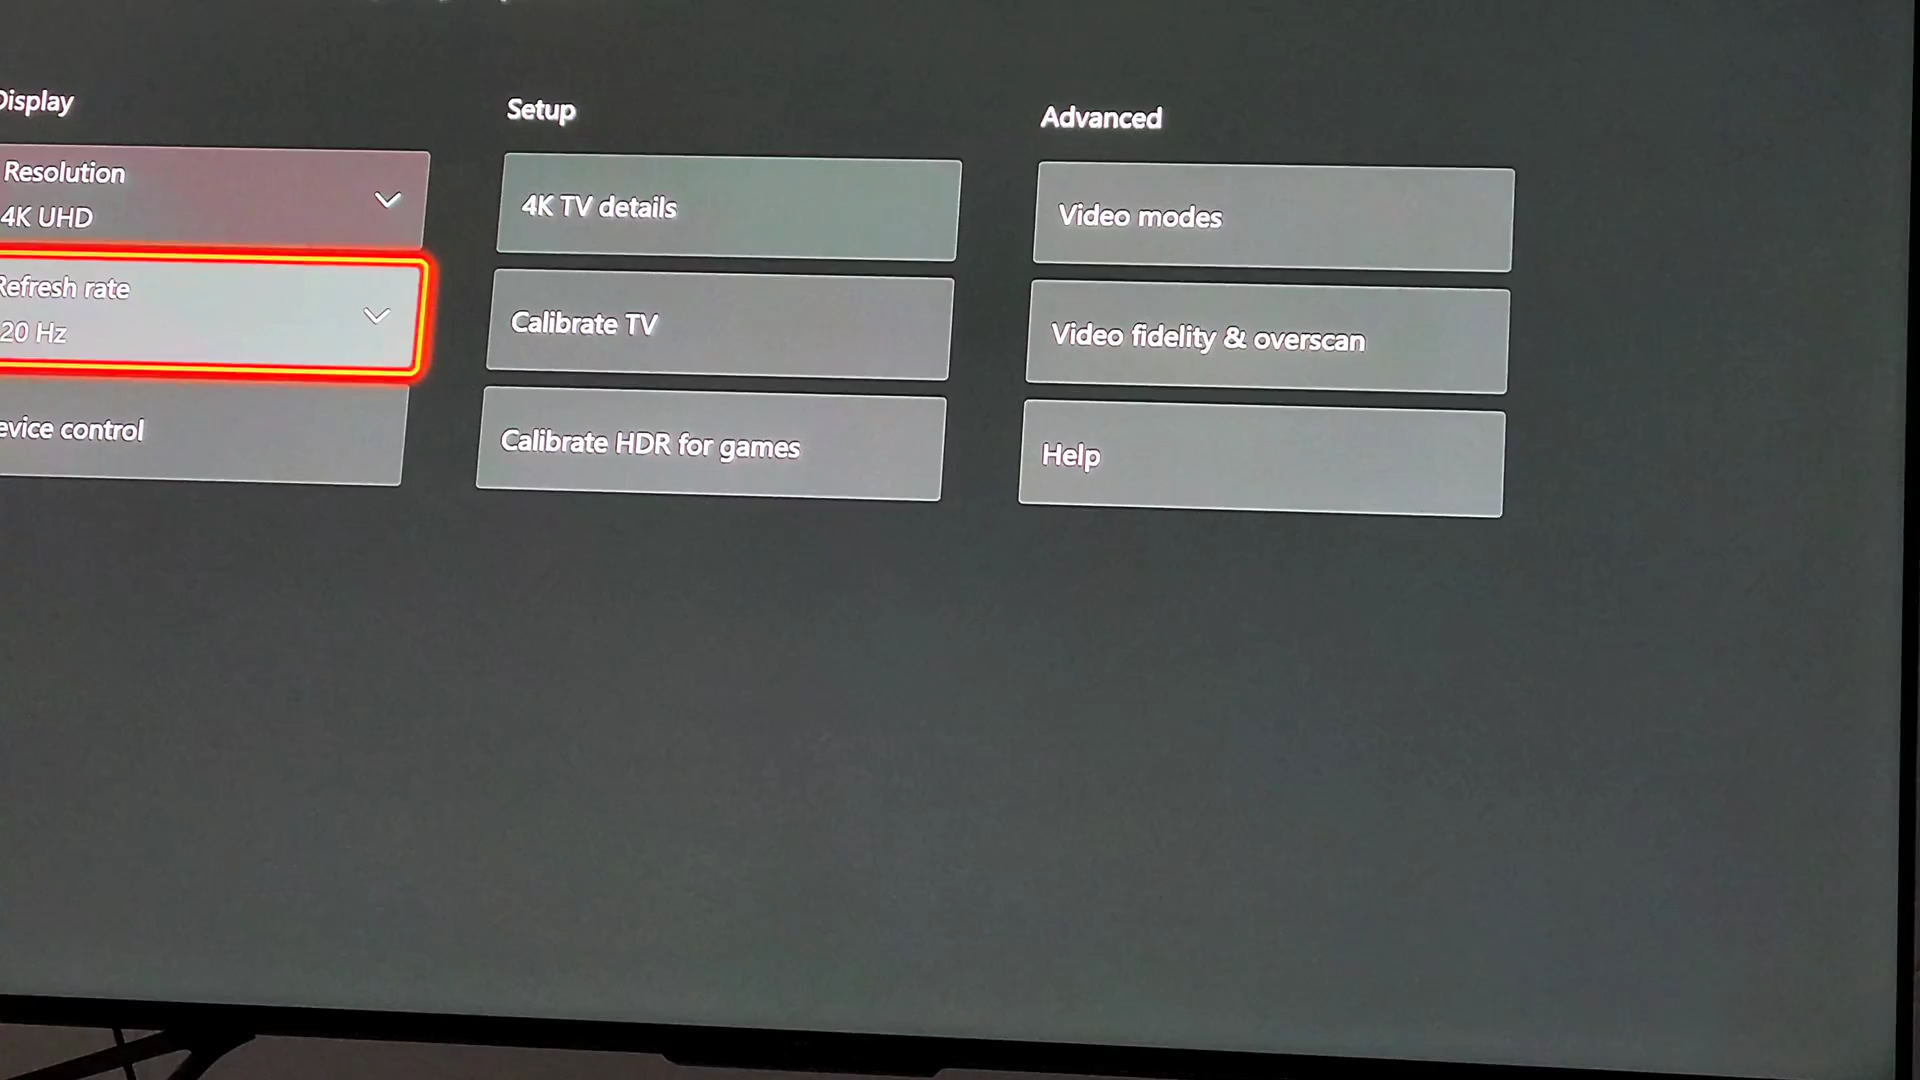 Display
Resolution
4K UHD
Refresh rate
20 Hz
evice control
Setup
4K TV details
Calibrate TV
Calibrate HDR for games
Advanced
Video modes
Video fidelity & overscan
Help